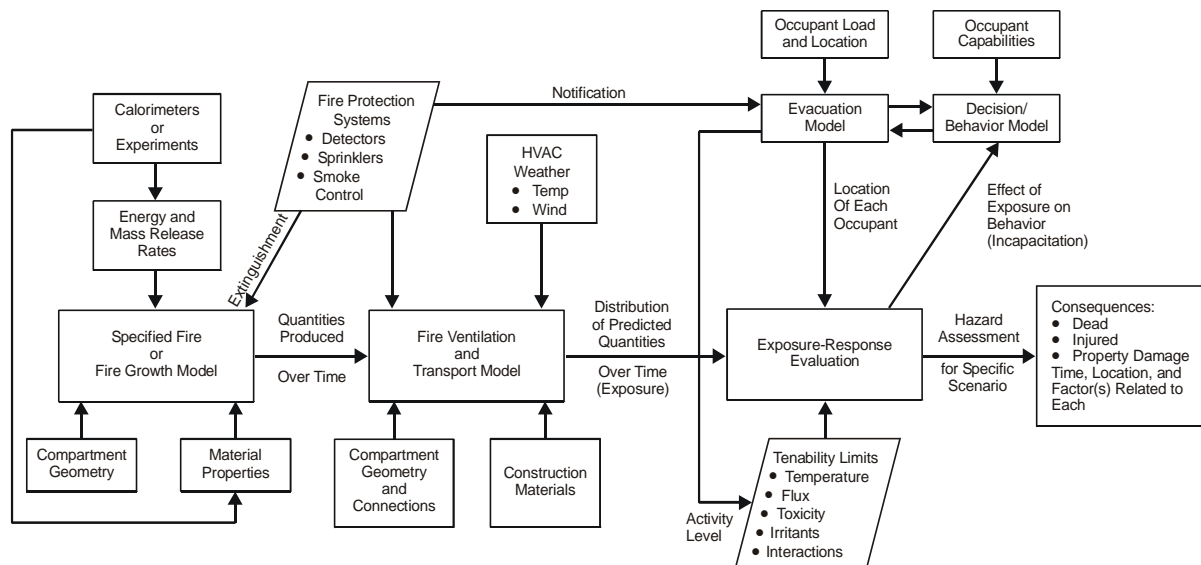 Occupant Load
and Location
Occupant
Capabilities
Calorimeters
or
Experiments
Fire Protection
Systems
● Detectors
● Sprinklers
● Smoke
Control
Notification
Evacuation
Model
Decision/
Behavior Model
HVAC
Weather
● Temp
● Wind
Energy and
Mass Release
Rates
Extinguishment
Location
Of Each
Occupant
Effect of
Exposure on
Behavior
(Incapacitation)
Specified Fire
or
Fire Growth Model
Quantities
Produced
Over Time
Fire Ventilation
and
Transport Model
Distribution
of Predicted
Quantities
Over Time
(Exposure)
Exposure-Response
Evaluation
Hazard
Assessment
for Specific
Scenario
Consequences:
● Dead
● Injured
● Property Damage
Time, Location, and
Factor(s) Related to
Each
Compartment
Geometry
Material
Properties
Compartment
Geometry
and
Connections
Construction
Materials
Activity
Level
Tenability Limits
● Temperature
● Flux
● Toxicity
● Irritants
● Interactions